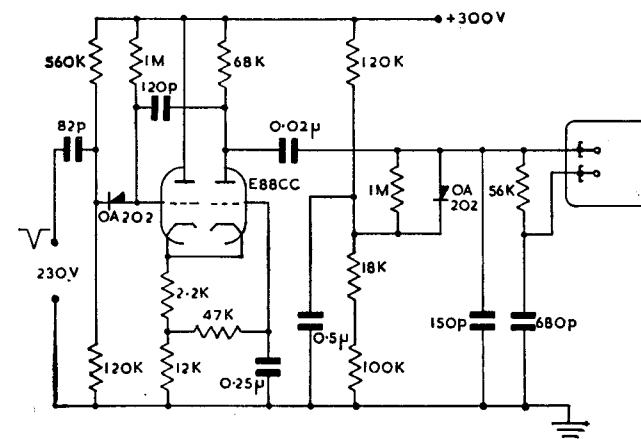 +300V
560K
1M
68K
120K
120p
82p
0·02µ
E88CC
OA202
1M
OA
202
56K
230V
2.2K
18K
47K
0·5µ
150p
680p
120K
12K
0·25µ
100K